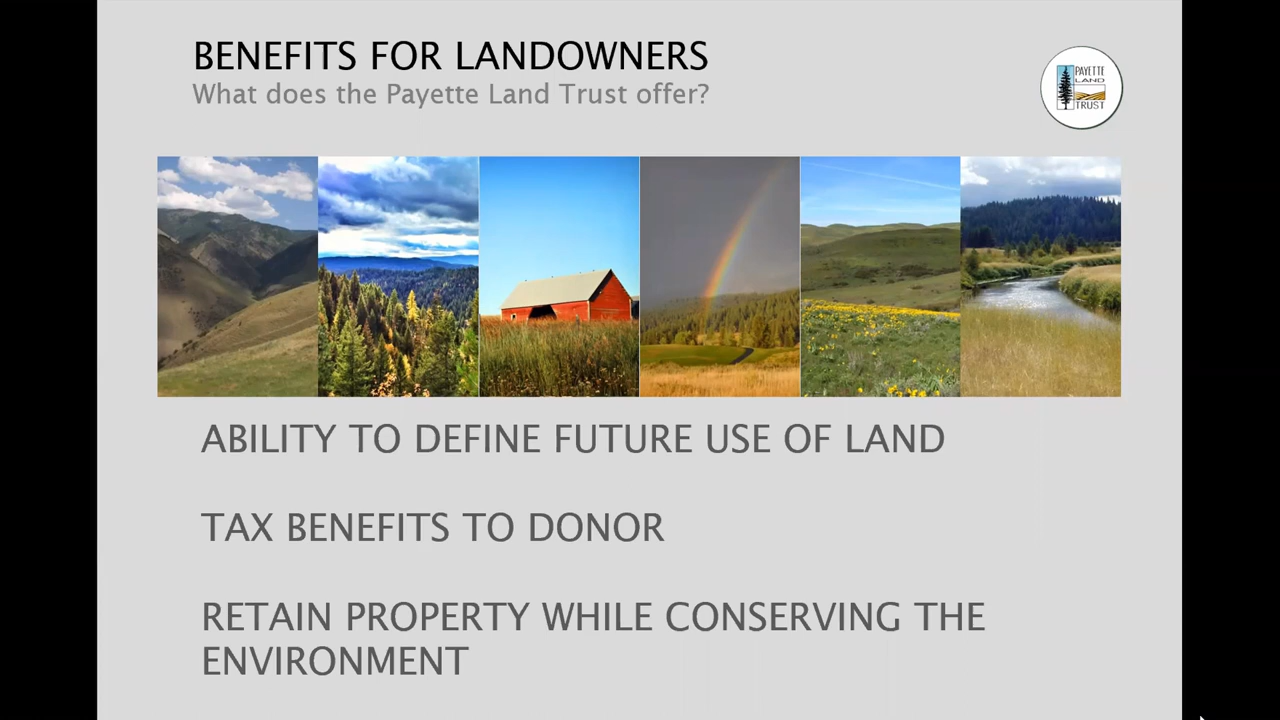 BENEFITS FOR LANDOWNERS
What does the Payette Land Trust offer?
PAYETTE
LAND
TRUST
ABILITY TO DEFINE FUTURE USE OF LAND
TAX BENEFITS TO DONOR
RETAIN PROPERTY WHILE CONSERVING THE
ENVIRONMENT